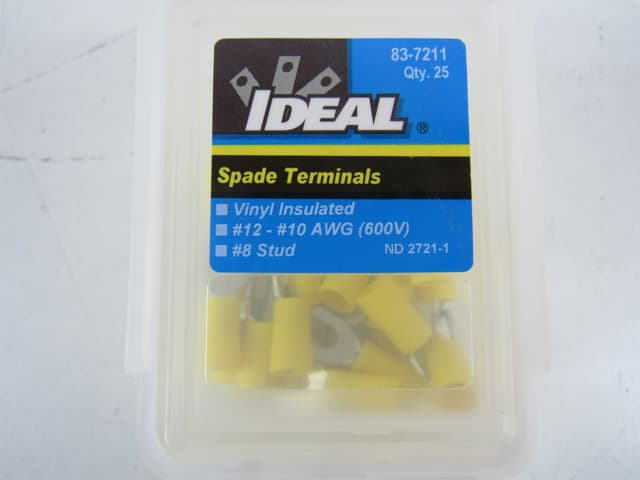 83-7211
Qty. 25
IDEAL ®
Spade Terminals
Vinyl Insulated
#12 - #10 AWG (600V)
#8 Stud
ND 2721-1